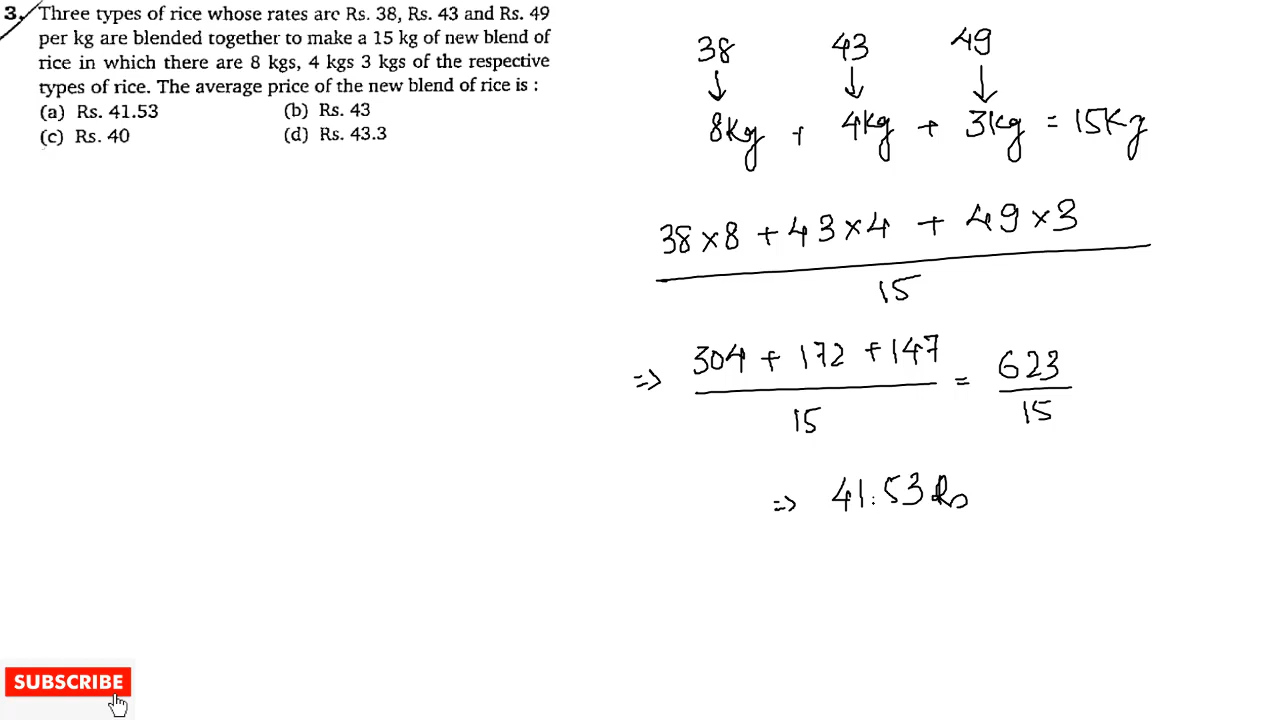 3. Three types of rice whose rates are Rs. 38, Rs. 43 and Rs. 49
per kg are blended together to make a 15 kg of new blend of
rice in which there are 8 kgs, 4 kgs 3 kgs of the respective
types of rice. The average price of the new blend of rice is :
(a) Rs. 41.53 (b) Rs. 43
(c) Rs. 40 (d) Rs. 43.3
38 43 49
↓ ↓ ↓
8Kg + 4Kg + 3Kg = 15Kg
38×8 + 43×4 + 49×3
15
⇒ 304 + 172 + 147 = 623
15 15
⇒ 41.53 Rs
SUBSCRIBE